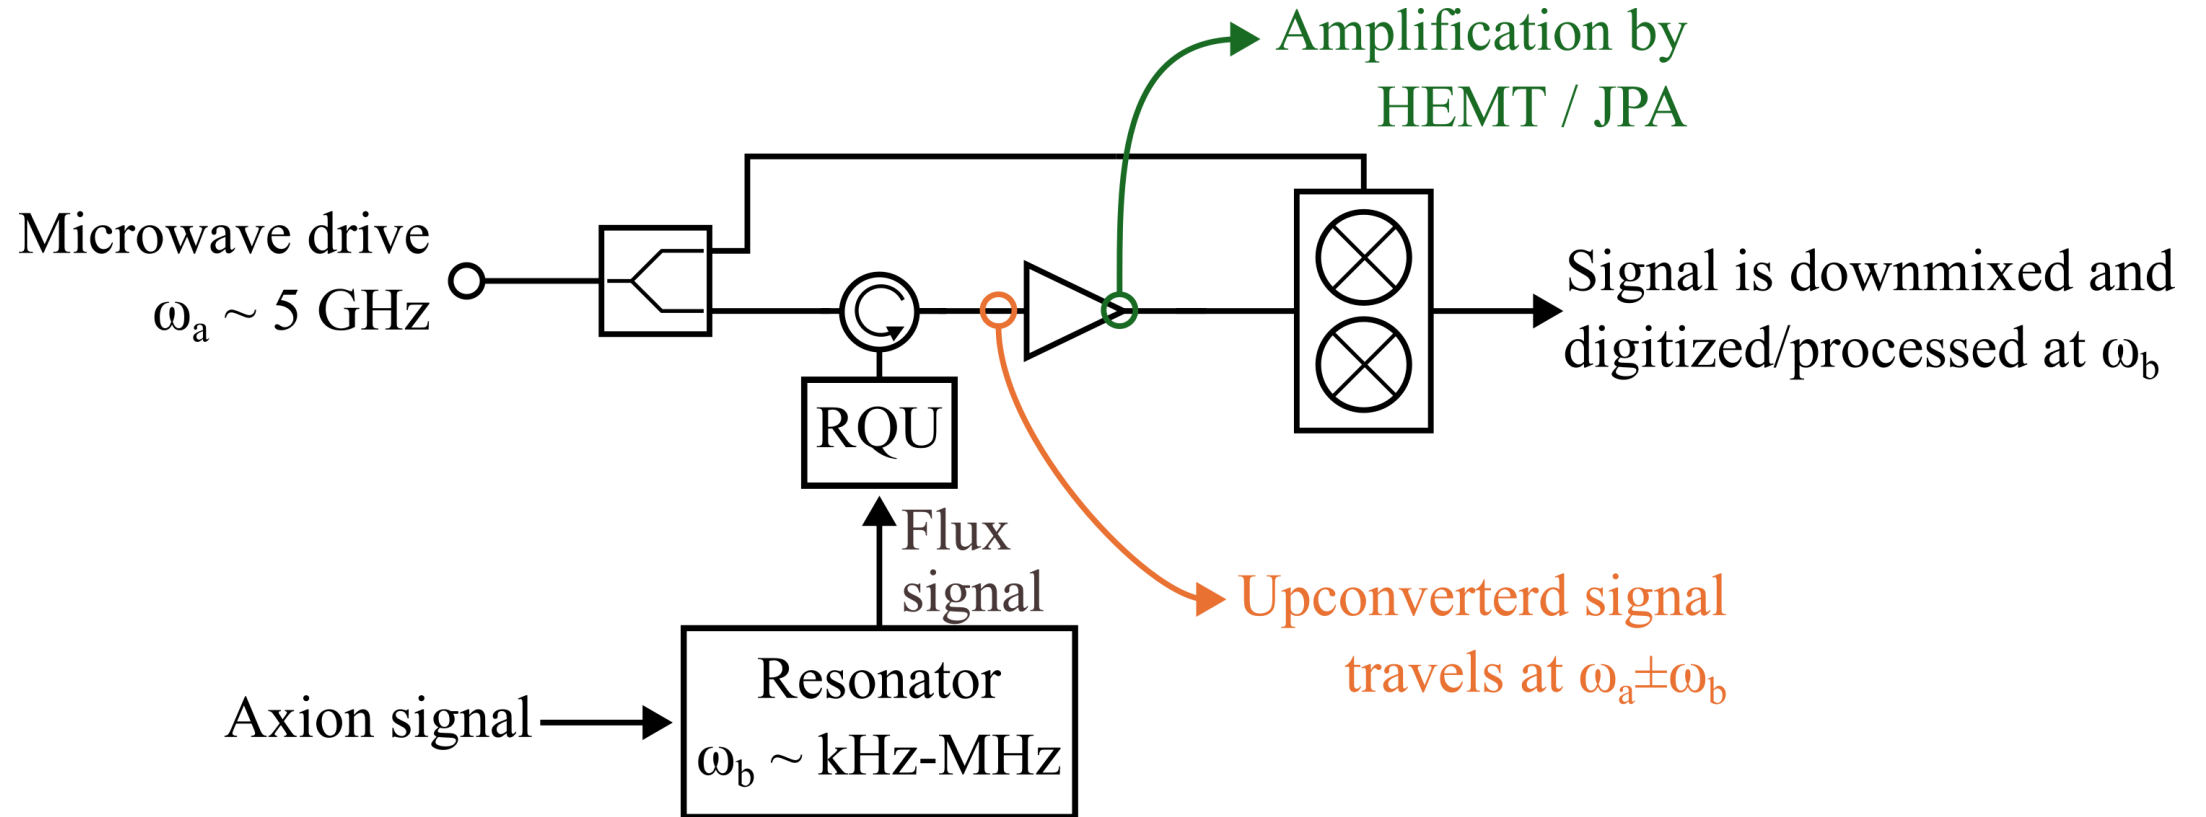 Amplification by
HEMT / JPA
Microwave drive
ωa ~ 5 GHz
Signal is downmixed and
digitized/processed at ωb
RQU
Flux
signal
Upconverterd signal
travels at ωa±ωb
Axion signal
Resonator
ωb ~ kHz-MHz